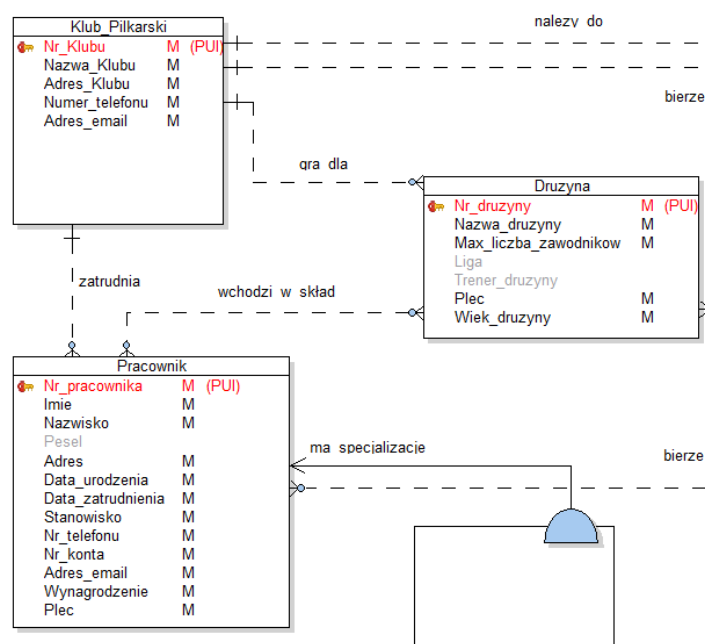 Klub_Pilkarski
Nr_Klubu M (PUI)
Nazwa_Klubu M
Adres_Klubu M
Numer_telefonu M
Adres_email M
nalezy do
bierze
gra dla
Druzyna
Nr_druzyny M (PUI)
Nazwa_druzyny M
Max_liczba_zawodnikow M
Liga
Trener_druzyny
Plec M
Wiek_druzyny M
zatrudnia
wchodzi w skład
Pracownik
Nr_pracownika M (PUI)
Imie M
Nazwisko M
Pesel
Adres M
Data_urodzenia M
Data_zatrudnienia M
Stanowisko M
Nr_telefonu M
Nr_konta M
Adres_email M
Wynagrodzenie M
Plec M
ma specjalizacje
bierze